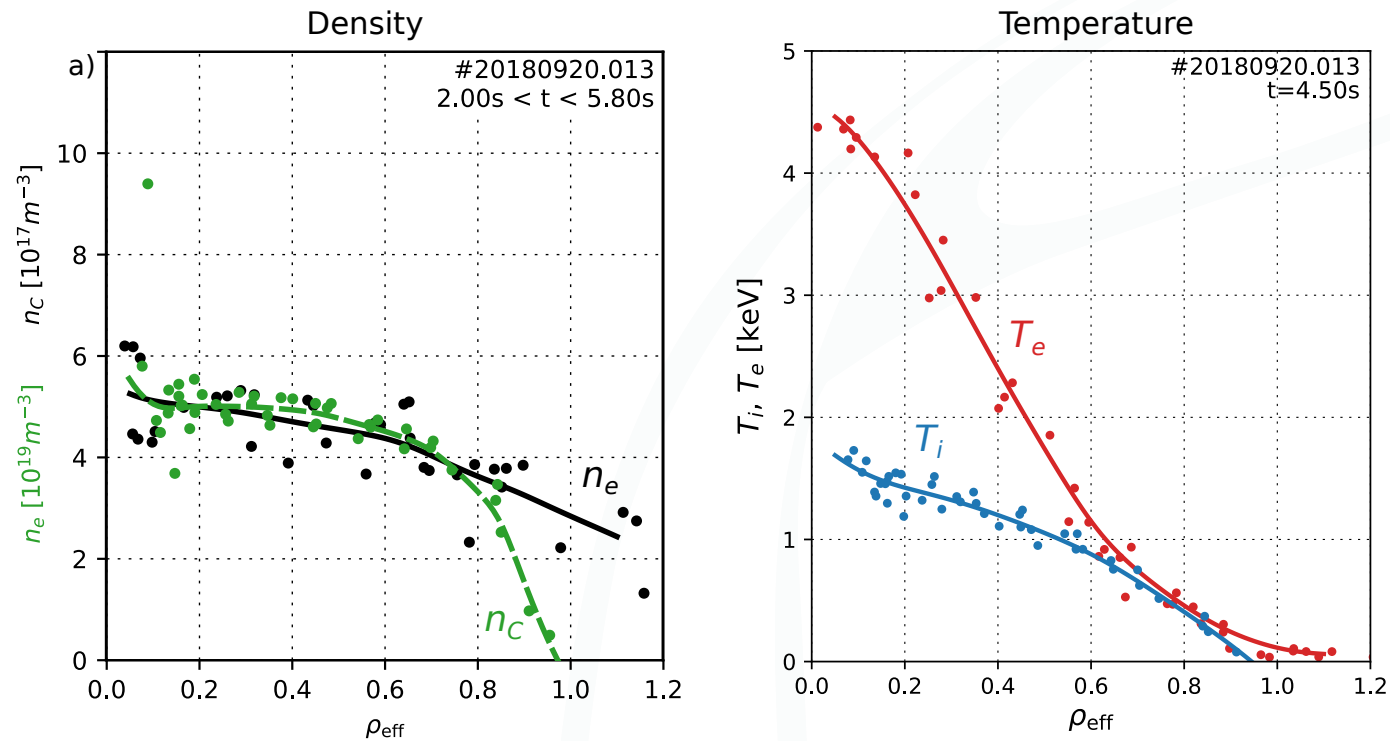 Density
a)
#20180920.013
2.00s < t < 5.80s
n_C [10^17 m^−3]
n_e [10^19 m^−3]
10
8
6
4
2
0
n_e
n_C
0.0 0.2 0.4 0.6 0.8 1.0 1.2
ρ_eff
Temperature
#20180920.013
t=4.50s
T_i, T_e [keV]
5
4
3
2
1
0
T_e
T_i
0.0 0.2 0.4 0.6 0.8 1.0 1.2
ρ_eff